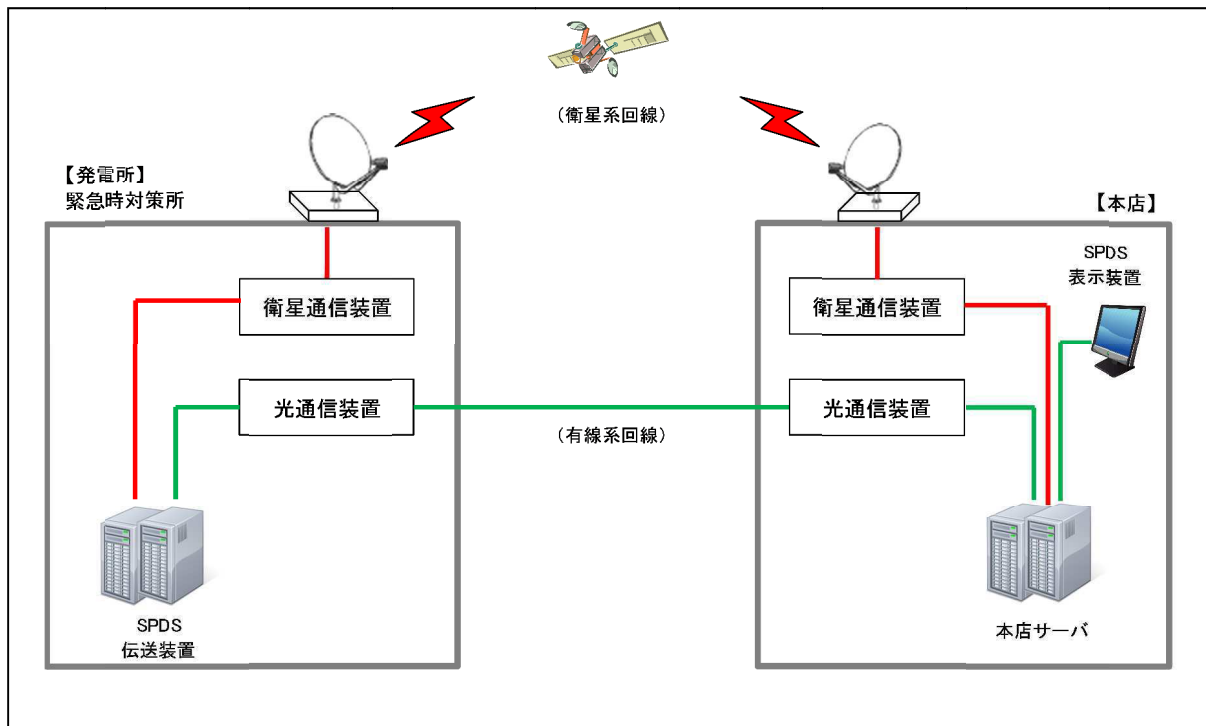 (衛星系回線)
【発電所】
緊急時対策所
【本店】
SPDS
表示装置
衛星通信装置
衛星通信装置
光通信装置
光通信装置
(有線系回線)
SPDS
伝送装置
本店サーバ